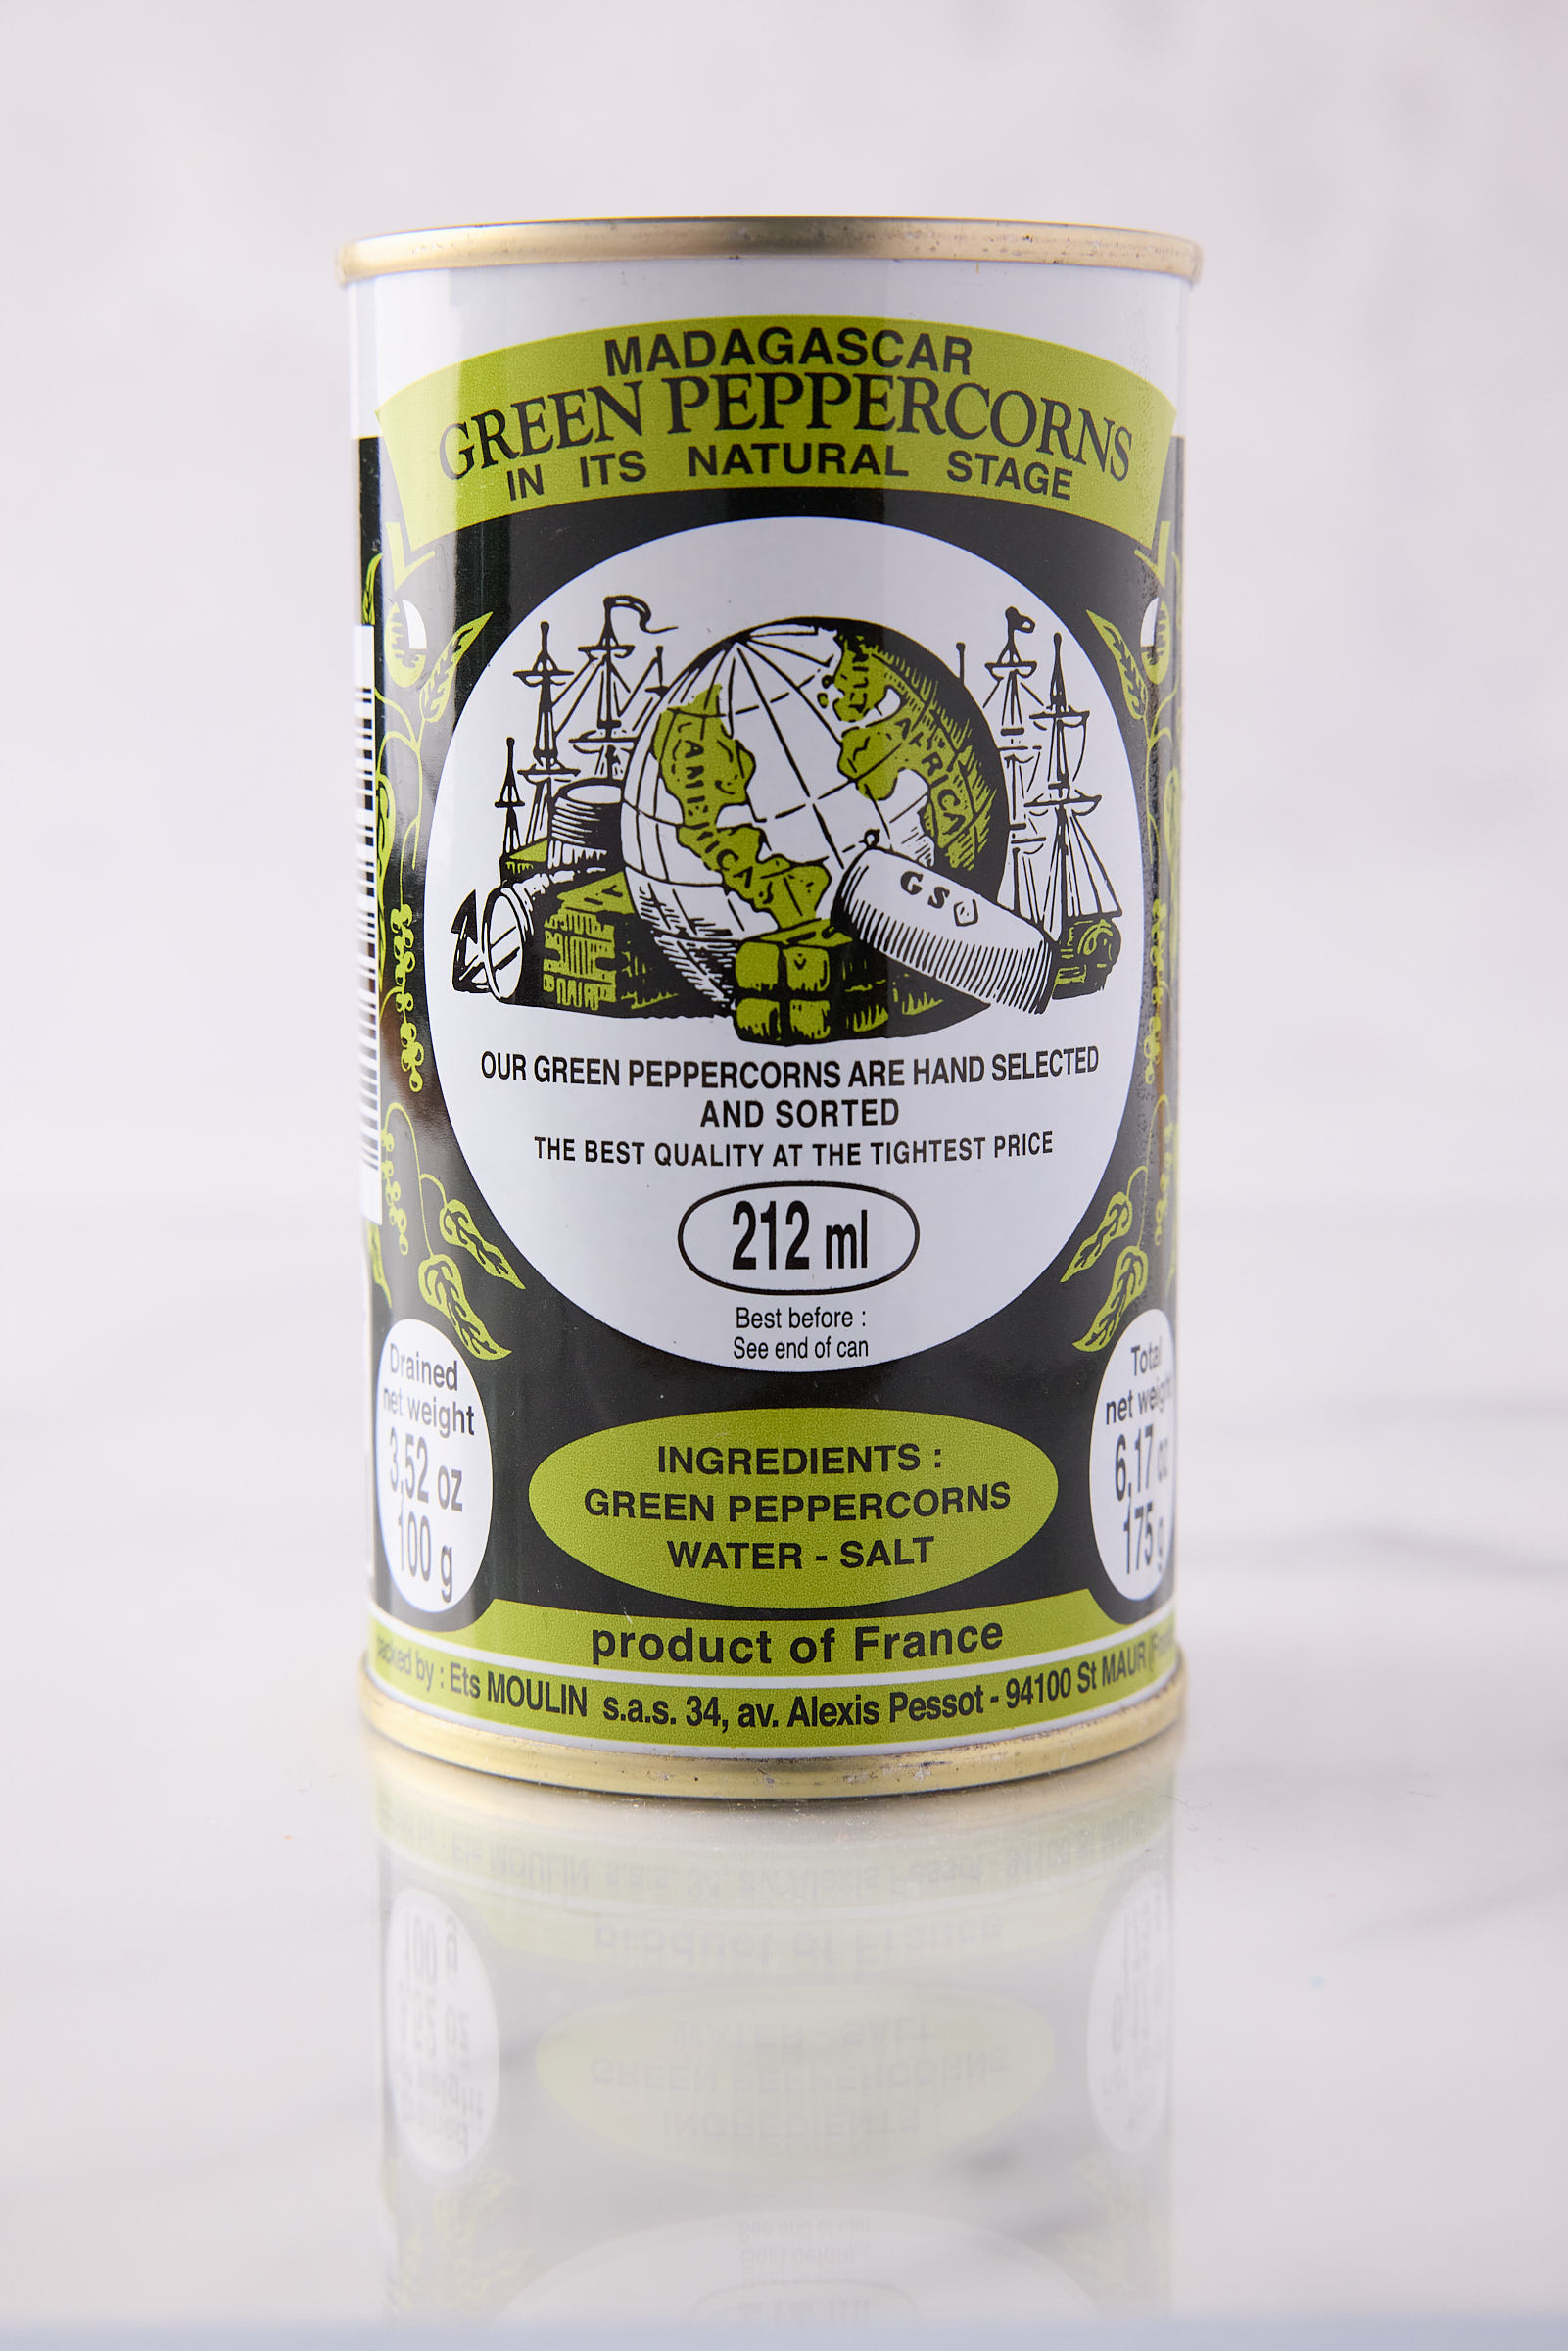 MADAGASCAR
GREEN PEPPERCORNS
IN ITS NATURAL STAGE
AMERICA
AFRICA
GS
OUR GREEN PEPPERCORNS ARE HAND SELECTED
AND SORTED
THE BEST QUALITY AT THE TIGHTEST PRICE
212 ml
Best before :
See end of can
Drained
net weight
3,52 oz
100 g
Total
net weight
6,17 oz
175 g
INGREDIENTS :
GREEN PEPPERCORNS
WATER - SALT
product of France
by : Ets MOULIN s.a.s. 34, av. Alexis Pessot - 94100 St MAUR